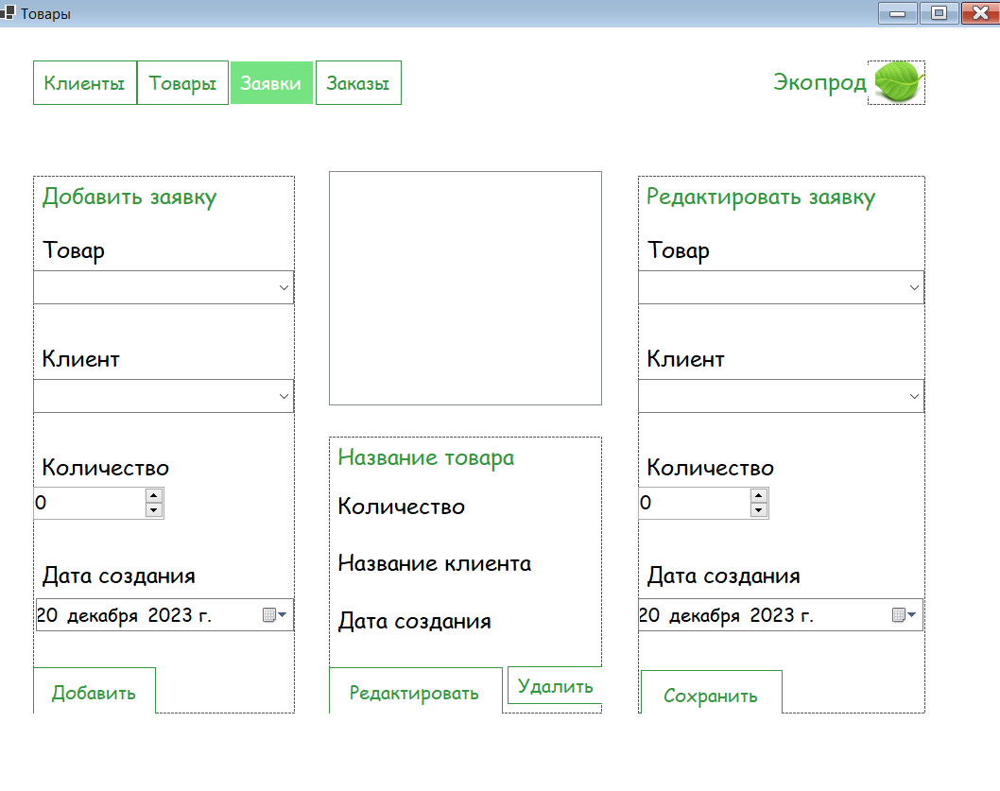 Товары
Клиенты Товары Заявки Заказы
Экопрод
Добавить заявку
Товар
Клиент
Количество
0
Дата создания
20 декабря 2023 г.
Добавить
Название товара
Количество
Название клиента
Дата создания
Редактировать Удалить
Редактировать заявку
Товар
Клиент
Количество
0
Дата создания
20 декабря 2023 г.
Сохранить